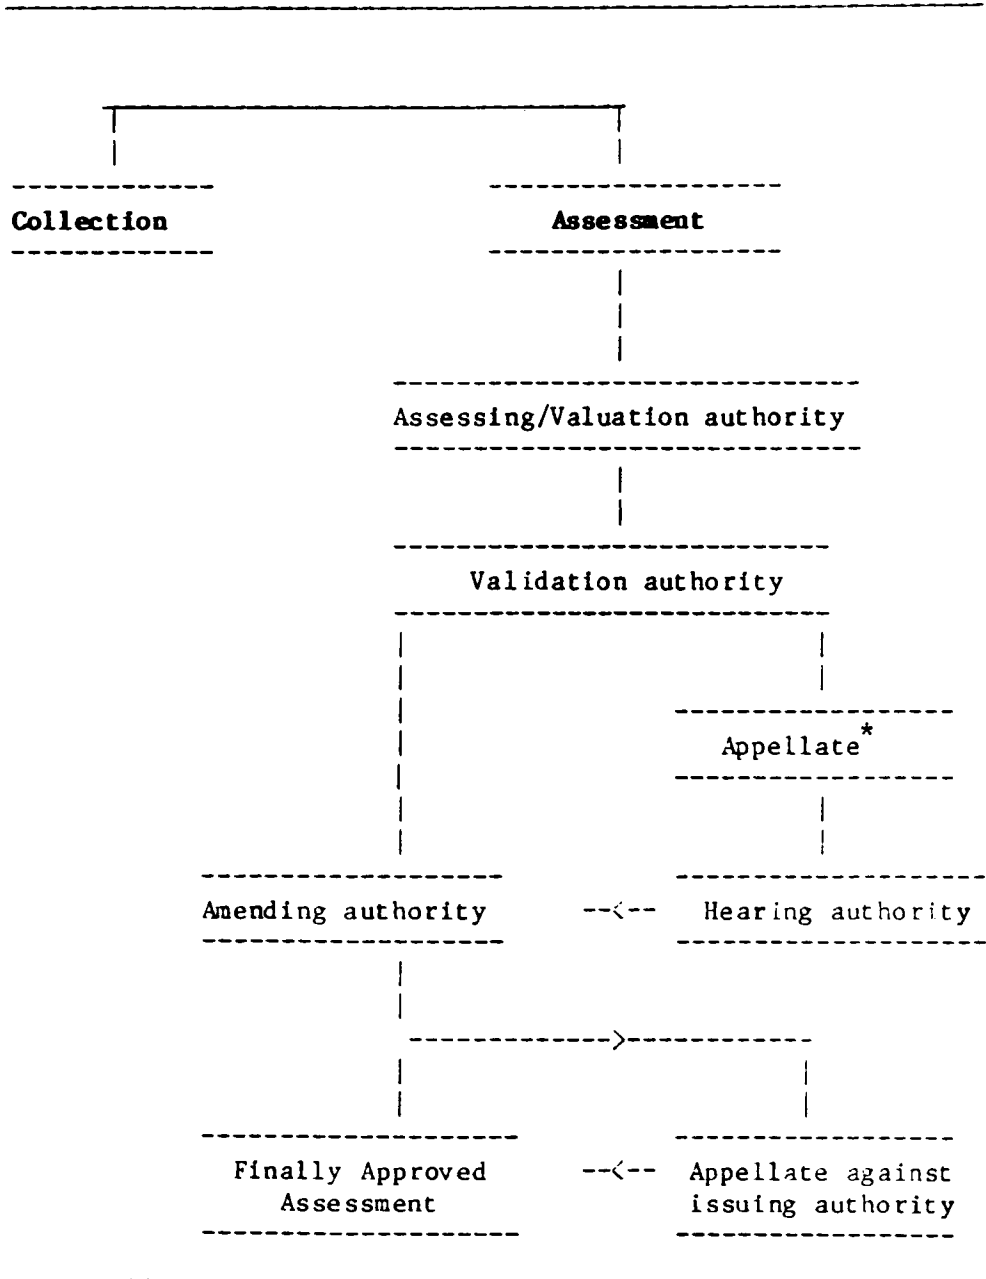 Collection
Assessment
Assessing/Valuation authority
Validation authority
Appellate*
Amending authority --<-- Hearing authority
------------->------------
Finally Approved --<-- Appellate against
Assessment issuing authority